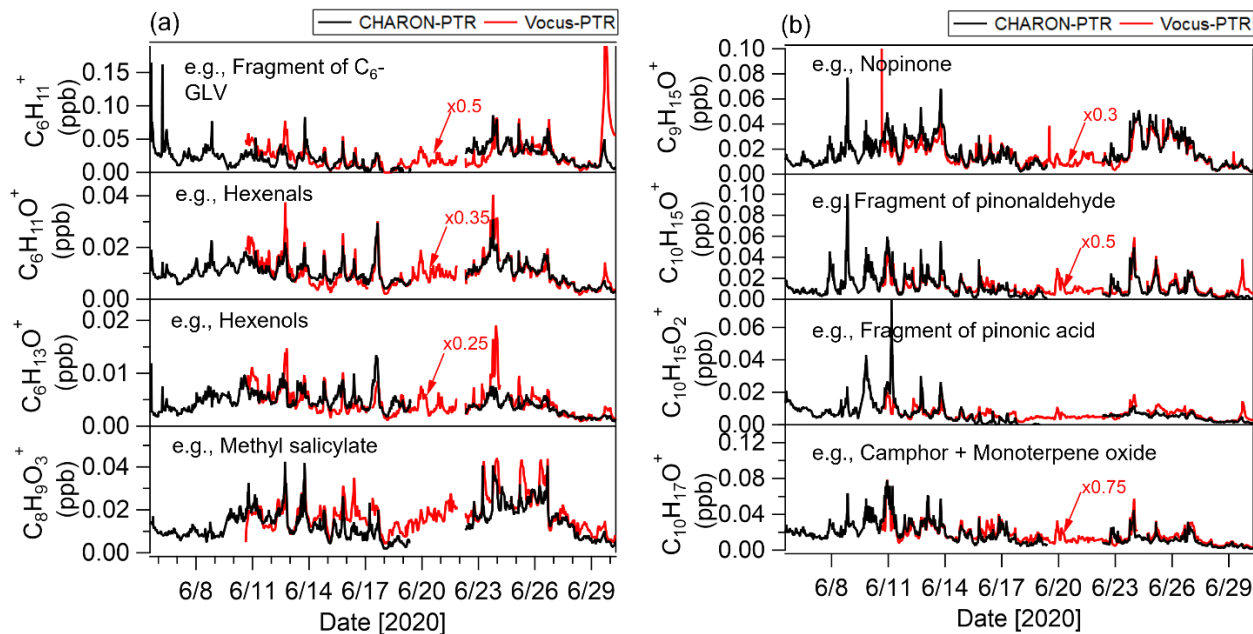 (a)
CHARON-PTR Vocus-PTR
C6H11+
(ppb)
0.15
0.10
0.05
0.00
e.g., Fragment of C6-
GLV
x0.5
C6H11O+
(ppb)
0.04
0.02
0.00
e.g., Hexenals
x0.35
C6H13O+
(ppb)
0.02
0.01
0.00
e.g., Hexenols
x0.25
C8H9O3+
(ppb)
0.04
0.02
0.00
e.g., Methyl salicylate
6/8 6/11 6/14 6/17 6/20 6/23 6/26 6/29
Date [2020]
(b)
CHARON-PTR Vocus-PTR
C9H15O+
(ppb)
0.10
0.08
0.06
0.04
0.02
0.00
e.g., Nopinone
x0.3
C10H15O+
(ppb)
0.10
0.05
0.00
e.g. Fragment of pinonaldehyde
x0.5
C10H15O2+
(ppb)
0.06
0.04
0.02
0.00
e.g., Fragment of pinonic acid
C10H17O+
(ppb)
0.12
0.08
0.04
0.00
e.g., Camphor + Monoterpene oxide
x0.75
6/8 6/11 6/14 6/17 6/20 6/23 6/26 6/29
Date [2020]